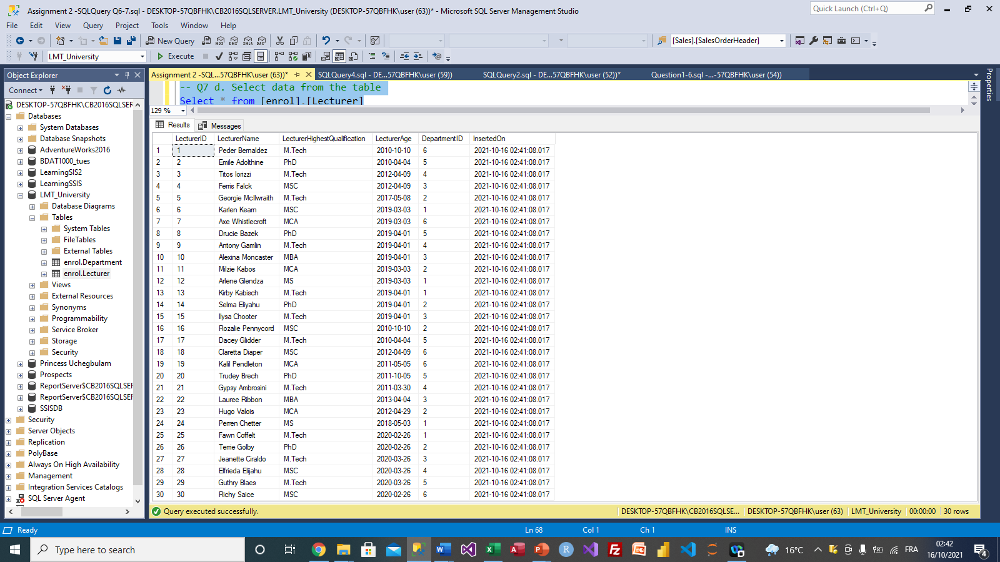 Assignment 2 -SQLQuery Q6-7.sql - DESKTOP-57QBFHK\CB2016SQLSERVER.LMT_University (DESKTOP-57QBFHK\user (63))* - Microsoft SQL Server Management Studio
Quick Launch (Ctrl+Q)
File Edit View Query Project Tools Window Help
New Query MDX DMX XMLA DAX [Sales].[SalesOrderHeader]
LMT_University Execute
Object Explorer
Assignment 2 -SQL...57QBFHK\user (63))* SQLQuery4.sql - DE...57QBFHK\user (59)) SQLQuery2.sql - DE...57QBFHK\user (52))* Question1-6.sql -...-57QBFHK\user (54))
Properties
Connect
-- Q7 d. Select data from the table
Select * from [enrol].[Lecturer]
129 %
Results Messages
DESKTOP-57QBFHK\CB2016SQLSER
Databases
System Databases
Database Snapshots
AdventureWorks2016
BDAT1000_tues
LearningSIS2
LearningSSIS
LMT_University
Database Diagrams
Tables
System Tables
FileTables
External Tables
enrol.Department
enrol.Lecturer
Views
External Resources
Synonyms
Programmability
Service Broker
Storage
Security
Princess Uchegbulam
Prospects
ReportServer$CB2016SQLSER
ReportServer$CB2016SQLSER
SSISDB
Security
Server Objects
Replication
PolyBase
Always On High Availability
Management
Integration Services Catalogs
SQL Server Agent
LecturerID LecturerName LecturerHighestQualification LecturerAge DepartmentID InsertedOn
1 1 Peder Bernaldez M.Tech 2010-10-10 6 2021-10-16 02:41:08.017
2 2 Emile Adolthine PhD 2010-04-04 5 2021-10-16 02:41:08.017
3 3 Titos Iorizzi M.Tech 2012-04-09 4 2021-10-16 02:41:08.017
4 4 Ferris Falck MSC 2012-04-09 3 2021-10-16 02:41:08.017
5 5 Georgie McIlwraith M.Tech 2017-05-08 2 2021-10-16 02:41:08.017
6 6 Karlen Kearn MSC 2019-03-03 1 2021-10-16 02:41:08.017
7 7 Axe Whistlecroft MCA 2019-03-03 6 2021-10-16 02:41:08.017
8 8 Drucie Bazek PhD 2019-04-01 5 2021-10-16 02:41:08.017
9 9 Antony Gamlin M.Tech 2019-04-01 4 2021-10-16 02:41:08.017
10 10 Alexina Moncaster MBA 2019-04-01 3 2021-10-16 02:41:08.017
11 11 Milzie Kabos MCA 2019-03-03 2 2021-10-16 02:41:08.017
12 12 Arlene Glendza MS 2019-03-03 1 2021-10-16 02:41:08.017
13 13 Kirby Kabisch M.Tech 2019-04-01 1 2021-10-16 02:41:08.017
14 14 Selma Eliyahu PhD 2019-04-01 2 2021-10-16 02:41:08.017
15 15 Ilysa Chooter M.Tech 2019-04-01 3 2021-10-16 02:41:08.017
16 16 Rozalie Pennycord MSC 2010-10-10 2 2021-10-16 02:41:08.017
17 17 Dacey Glidder M.Tech 2010-04-04 5 2021-10-16 02:41:08.017
18 18 Claretta Diaper MSC 2012-04-09 6 2021-10-16 02:41:08.017
19 19 Kalil Pendleton MCA 2011-05-05 6 2021-10-16 02:41:08.017
20 20 Trudey Brech PhD 2011-10-05 5 2021-10-16 02:41:08.017
21 21 Gypsy Ambrosini M.Tech 2011-03-30 4 2021-10-16 02:41:08.017
22 22 Lauree Ribbon MBA 2013-04-04 3 2021-10-16 02:41:08.017
23 23 Hugo Valois MCA 2012-04-29 2 2021-10-16 02:41:08.017
24 24 Perren Chetter MS 2018-05-03 1 2021-10-16 02:41:08.017
25 25 Fawn Coffelt M.Tech 2020-02-26 1 2021-10-16 02:41:08.017
26 26 Terrie Golby PhD 2020-02-26 2 2021-10-16 02:41:08.017
27 27 Jeanette Ciraldo M.Tech 2020-03-26 3 2021-10-16 02:41:08.017
28 28 Elfrieda Elijahu MSC 2020-03-26 4 2021-10-16 02:41:08.017
29 29 Guthry Blaes M.Tech 2020-03-26 5 2021-10-16 02:41:08.017
30 30 Richy Saice MSC 2020-02-26 6 2021-10-16 02:41:08.017
Query executed successfully. DESKTOP-57QBFHK\CB2016SQLSE... DESKTOP-57QBFHK\user (63) LMT_University 00:00:00 30 rows
Ready Ln 68 Col 1 Ch 1 INS
Type here to search 16°C FRA 02:42
16/10/2021
4